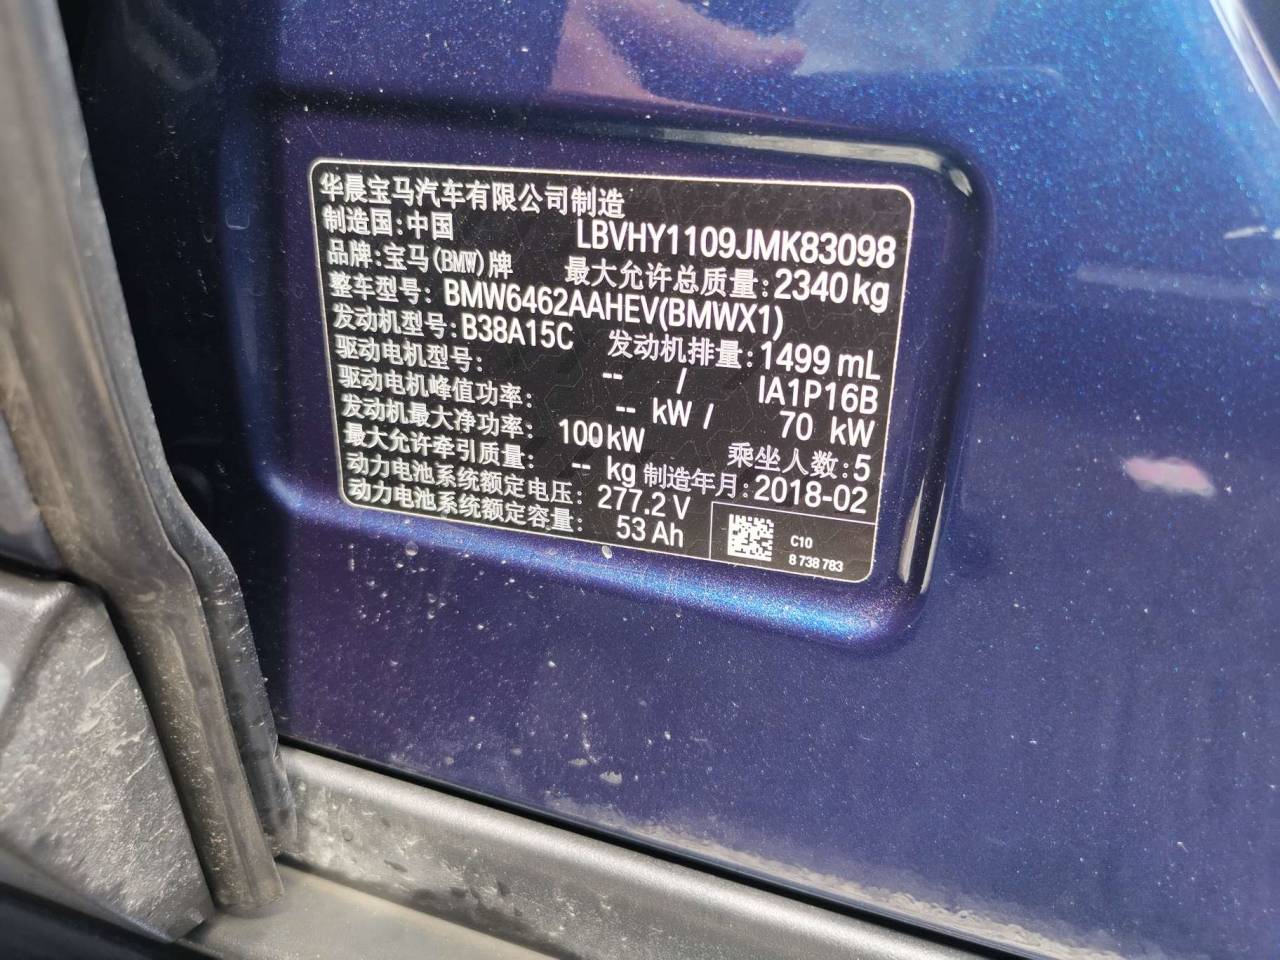 华晨宝马汽车有限公司制造
制造国:中国 LBVHY1109JMK83098
品牌:宝马(BMW)牌 最大允许总质量:2340kg
整车型号: BMW6462AAHEV(BMWX1)
发动机型号:B38A15C 发动机排量:1499 mL
驱动电机型号: -- / IA1P16B
驱动电机峰值功率: -- kW / 70 kW
发动机最大净功率: 100kW 乘坐人数:5
最大允许牵引质量: -- kg 制造年月:2018-02
动力电池系统额定电压: 277.2 V
动力电池系统额定容量: 53 Ah
C10
8 738 783